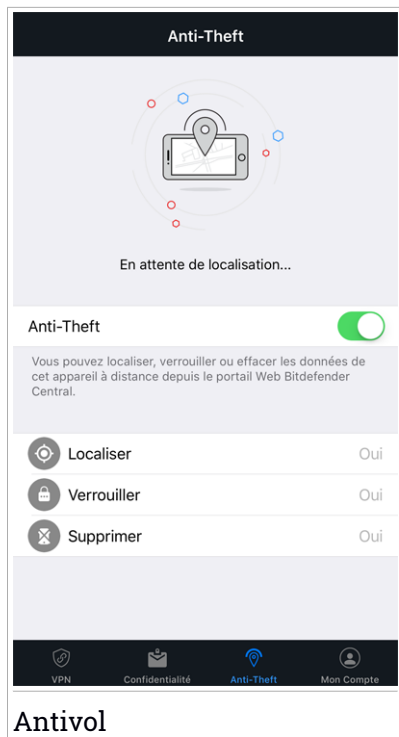 Anti-Theft
En attente de localisation...
Anti-Theft
Vous pouvez localiser, verrouiller ou effacer les données de
cet appareil à distance depuis le portail Web Bitdefender
Central.
Localiser Oui
Verrouiller Oui
Supprimer Oui
VPN Confidentialité Anti-Theft Mon Compte
Antivol